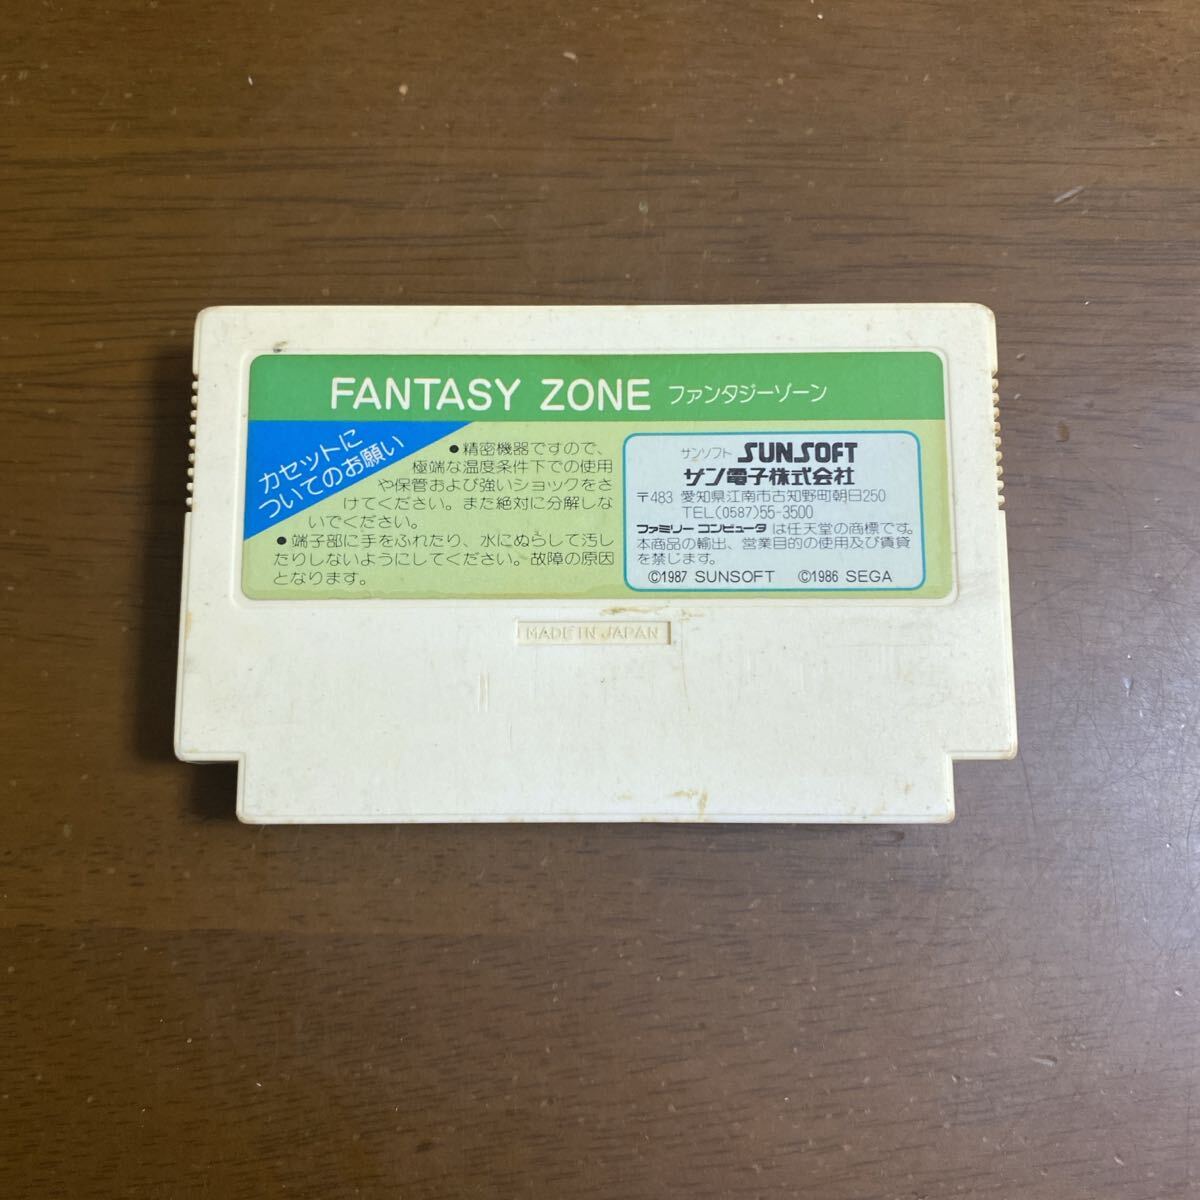 FANTASY ZONE ファンタジーゾーン
カセットに
ついてのお願い
●精密機器ですので、
極端な温度条件下での使用
や保管および強いショックをさ
けてください。また絶対に分解しな
いでください。
●端子部に手をふれたり、水にぬらして汚し
たりしないようにしてください。故障の原因
となります。
サンソフト SUNSOFT
サン電子株式会社
〒483 愛知県江南市古知野町朝日250
TEL(0587)55-3500
ファミリーコンピュータ は任天堂の商標です。
本商品の輸出、営業目的の使用及び賃貸
を禁じます。
©1987 SUNSOFT ©1986 SEGA
MADE IN JAPAN